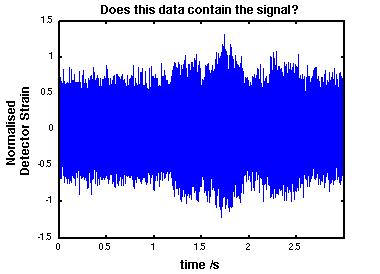 Does this data contain the signal?
1.5
1
0.5
0
-0.5
-1
-1.5
Normalised
Detector Strain
0 0.5 1 1.5 2 2.5
time /s